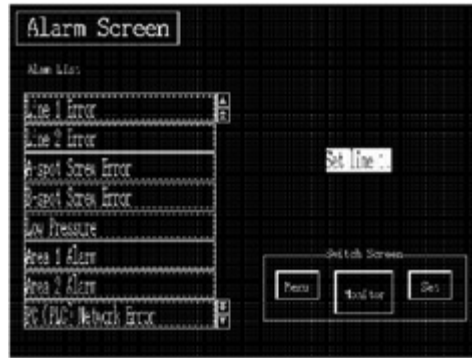 Alarm Screen
Alarm List
Line 1 Error
Line 2 Error
A-spot Screw Error
B-spot Screw Error
Low Pressure
Area 1 Alarm
Area 2 Alarm
PC (PLC) Network Error
Set line 1.
Switch Screen
Menu
Monitor
Set